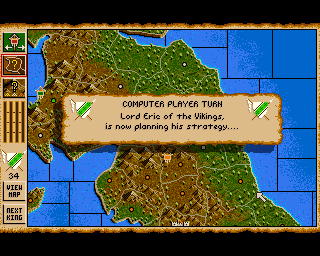 COMPUTER PLAYER TURN
Lord Eric of the Vikings,
is now planning his strategy....
34
VIEW
MAP
NEXT
KING